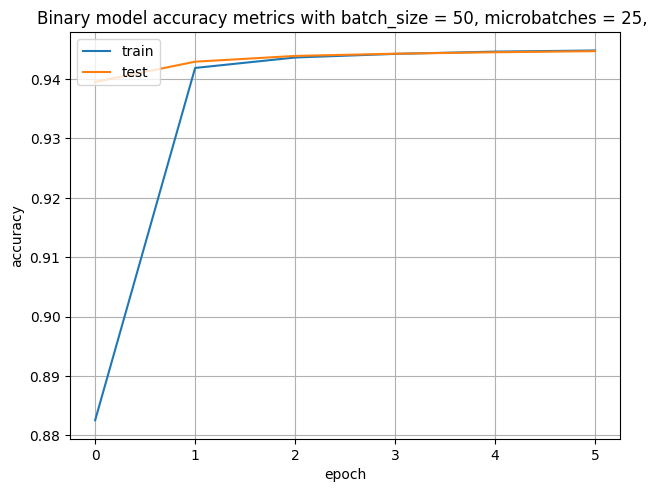 Binary model accuracy metrics with batch_size = 50, microbatches = 25,
train
test
0.94
0.93
0.92
0.91
0.90
0.89
0.88
accuracy
0
1
2
3
4
5
epoch